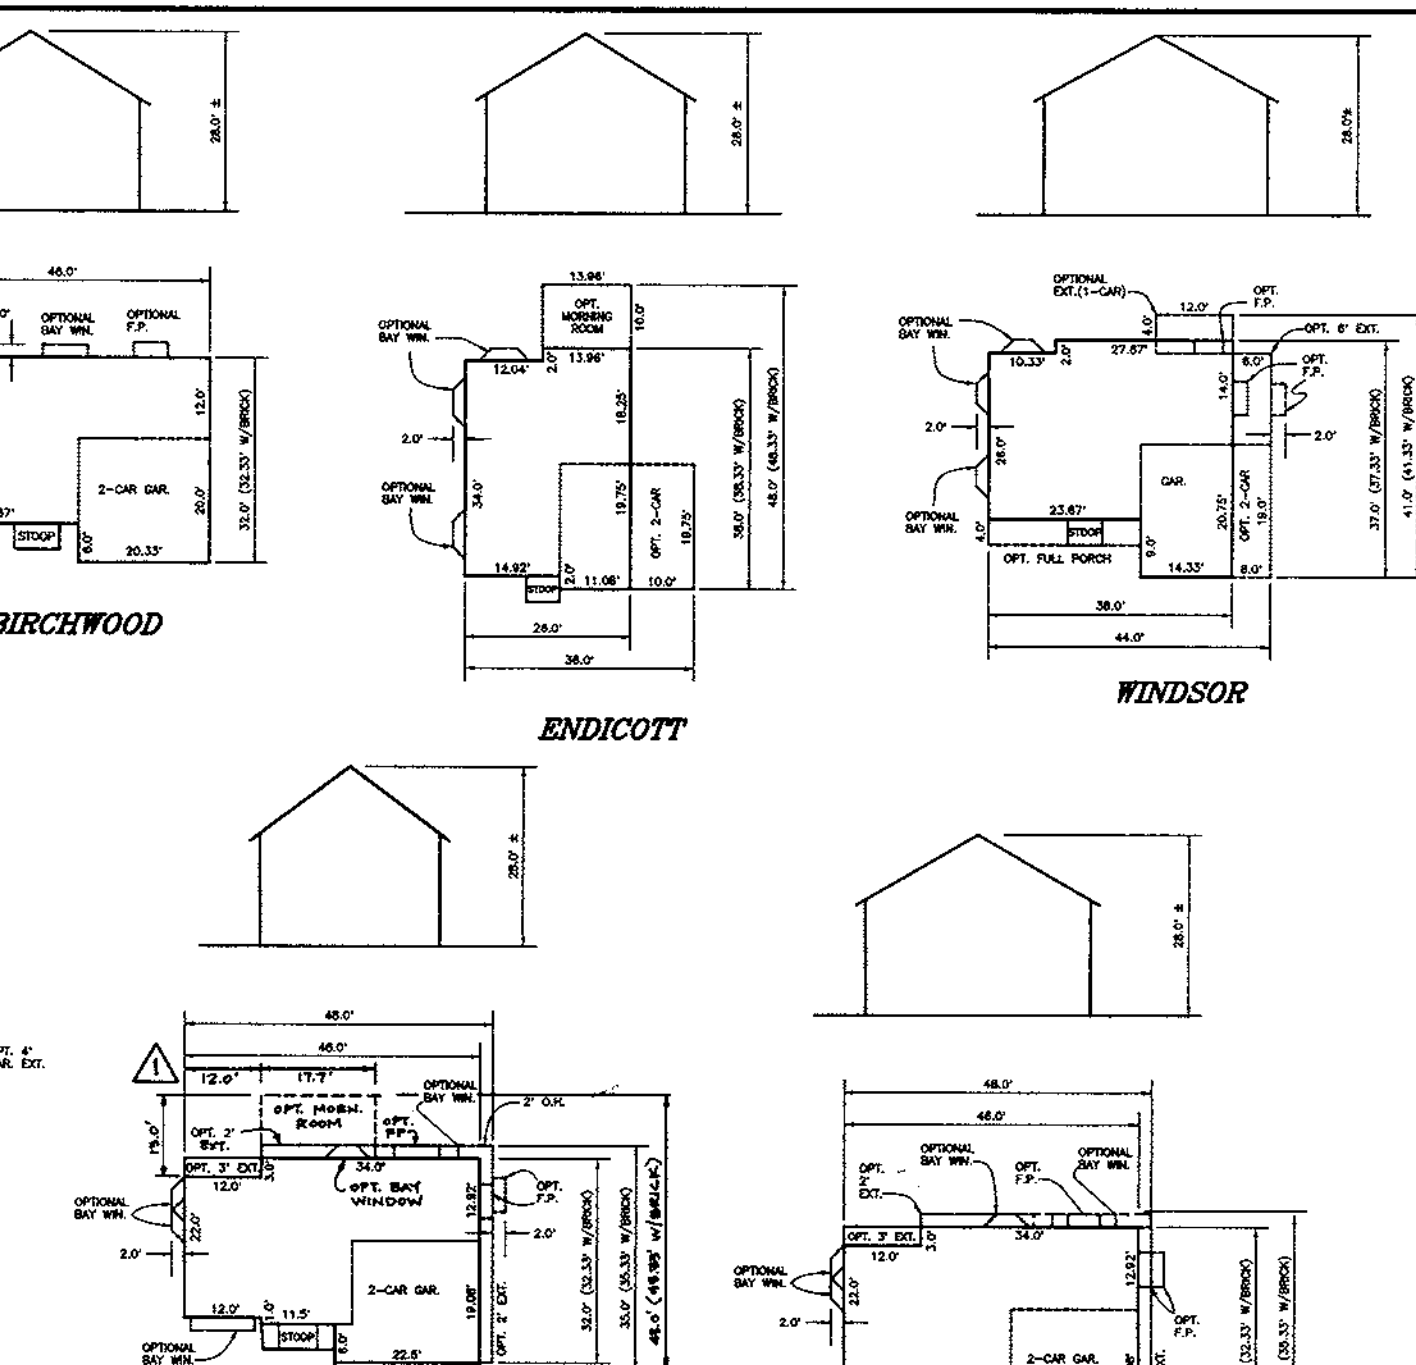 28.0' ±
28.0' ±
28.0'±
46.0'
OPTIONAL
BAY WIN.
OPTIONAL
F.P.
12.0'
32.0' (32.33' W/BRICK)
2-CAR GAR.
20.0'
STOOP
6.0'
20.33'
BIRCHWOOD
13.96'
OPT.
MORNING
ROOM
10.0'
OPTIONAL
BAY WIN.
12.04'
2.0'
13.96'
18.25'
2.0'
34.0'
OPTIONAL
BAY WIN.
19.75'
OPT. 2-CAR
19.75'
38.0' (38.33' W/BRICK)
48.0' (48.33' W/BRICK)
14.92'
2.0'
STOOP
11.08'
10.0'
26.0'
36.0'
ENDICOTT
OPTIONAL
EXT.(1-CAR)
12.0'
OPT.
F.P.
4.0'
OPT. 6' EXT.
OPTIONAL
BAY WIN.
10.33'
2.0'
27.67'
6.0'
OPT.
F.P.
14.0'
2.0'
2.0'
26.0'
GAR.
OPTIONAL
BAY WIN.
23.67'
4.0'
STOOP
OPT. FULL PORCH
9.0'
20.75'
OPT. 2-CAR
19.0'
14.33'
37.0' (37.33' W/BRICK)
41.0' (41.33' W/BRICK)
38.0'
44.0'
WINDSOR
28.0' ±
28.0' ±
1
48.0'
46.0'
12.0'
17.7'
OPT. MORN.
ROOM
OPTIONAL
BAY WIN.
2' O.H.
OPT. 2'
EXT.
OPT.
FP
OPT. 3' EXT.
3.0'
12.0'
34.0'
OPT. BAY
WINDOW
12.92'
OPT.
F.P.
OPTIONAL
BAY WIN.
22.0'
2.0'
2.0'
2-CAR GAR.
19.08'
OPT. 2' EXT.
32.0' (32.33' W/BRICK)
35.0' (35.33' W/BRICK)
12.0'
1.0'
11.5'
STOOP
6.0'
22.5'
OPTIONAL
BAY WIN.
48.0'
46.0'
OPTIONAL
BAY WIN.
OPT.
F.P.
OPTIONAL
BAY WIN.
OPT.
EXT.
OPT. 3' EXT.
3.0'
12.0'
34.0'
12.92'
OPTIONAL
BAY WIN.
22.0'
2.0'
OPT.
F.P.
2-CAR GAR.
(32.33' W/BRICK)
(35.33' W/BRICK)